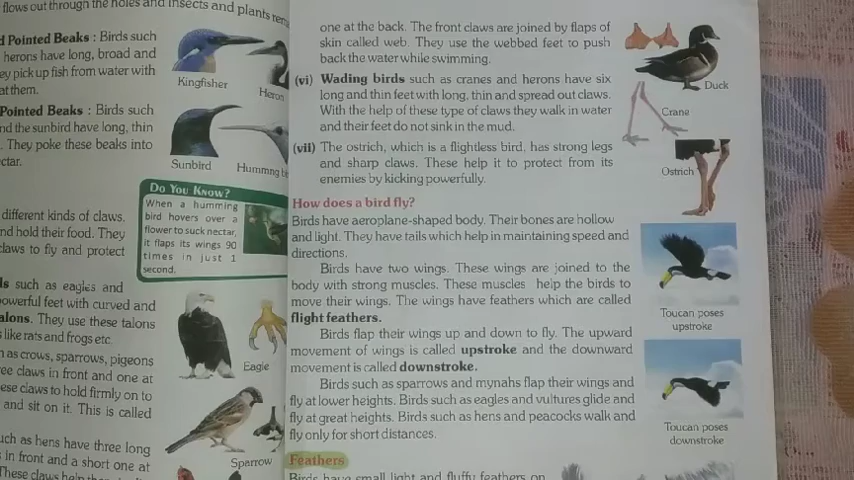 flows out through the holes and insects and plants
d Pointed Beaks : Birds such
herons have long, broad and
ey pick up fish from water with
at them.
Kingfisher
Heron
Pointed Beaks : Birds such
nd the sunbird have long, thin
. They poke these beaks into
ctar.
Sunbird
Do You Know?
When a humming
bird hovers over a
flower to suck nectar,
it flaps its wings 90
times in just 1
second.
different kinds of claws.
nd hold their food. They
claws to fly and protect
ls such as eagles and
powerful feet with curved and
alons. They use these talons
like rats and frogs etc.
Eagle
h as crows, sparrows, pigeons
ree claws in front and one at
ese claws to hold firmly on to
and sit on it. This is called
Sparrow
uch as hens have three long
in front and a short one at
one at the back. The front claws are joined by flaps of
skin called web. They use the webbed feet to push
back the water while swimming.
Duck
(vi) Wading birds such as cranes and herons have six
long and thin feet with long, thin and spread out claws.
With the help of these type of claws they walk in water
and their feet do not sink in the mud.
Crane
(vii) The ostrich, which is a flightless bird, has strong legs
and sharp claws. These help it to protect from its
enemies by kicking powerfully.
Ostrich
How does a bird fly?
Birds have aeroplane-shaped body. Their bones are hollow
and light. They have tails which help in maintaining speed and
directions.
Birds have two wings. These wings are joined to the
body with strong muscles. These muscles help the birds to
move their wings. The wings have feathers which are called
flight feathers.
Toucan poses
upstroke
Birds flap their wings up and down to fly. The upward
movement of wings is called upstroke and the downward
movement is called downstroke.
Birds such as sparrows and mynahs flap their wings and
fly at lower heights. Birds such as eagles and vultures glide and
fly at great heights. Birds such as hens and peacocks walk and
fly only for short distances.
Toucan poses
downstroke
Feathers
Birds have small light and fluffy feathers on